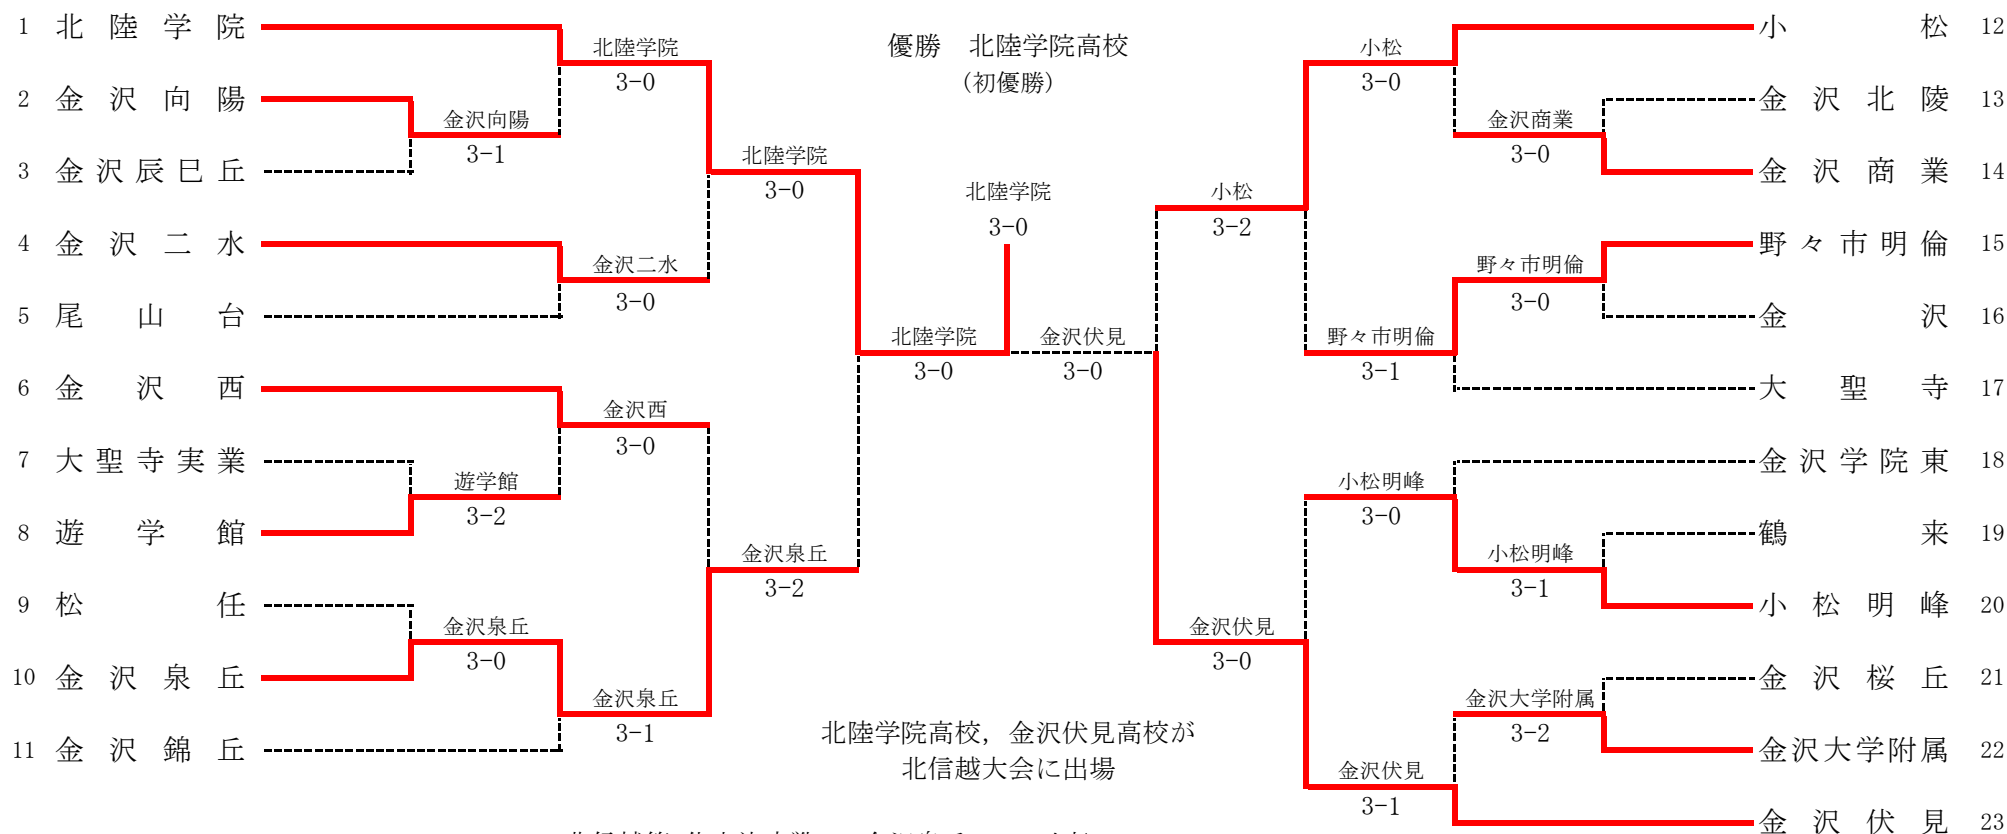 優勝　北陸学院高校
（初優勝）
1 北陸学院
2 金沢向陽
3 金沢辰巳丘
4 金沢二水
5 尾山台
6 金沢西
7 大聖寺実業
8 遊学館
9 松任
10 金沢泉丘
11 金沢錦丘
金沢向陽
3-1
遊学館
3-2
金沢泉丘
3-0
北陸学院
3-0
金沢二水
3-0
金沢西
3-0
金沢泉丘
3-1
北陸学院
3-0
金沢泉丘
3-2
北陸学院
3-0
北陸学院
3-0
金沢伏見
3-0
小松
3-2
金沢伏見
3-0
小松
3-0
野々市明倫
3-1
小松明峰
3-0
金沢伏見
3-1
金沢商業
3-0
野々市明倫
3-0
小松明峰
3-1
金沢大学附属
3-2
小松 12
金沢北陵 13
金沢商業 14
野々市明倫 15
金沢 16
大聖寺 17
金沢学院東 18
鶴来 19
小松明峰 20
金沢桜丘 21
金沢大学附属 22
金沢伏見 23
北陸学院高校，金沢伏見高校が
北信越大会に出場